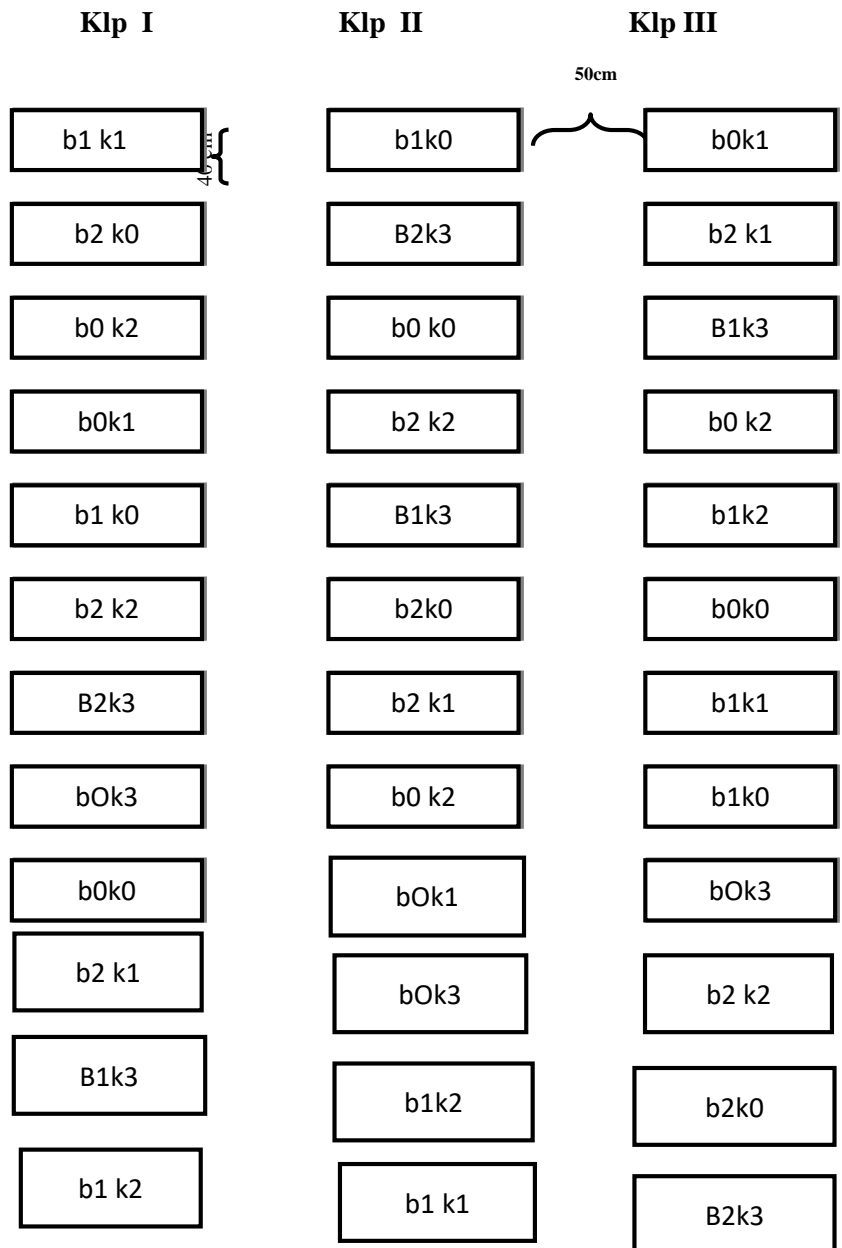 Klp I Klp II Klp III
50cm
b1 k1 b1k0 b0k1
40 cm
b2 k0 B2k3 b2 k1
b0 k2 b0 k0 B1k3
b0k1 b2 k2 b0 k2
b1 k0 B1k3 b1k2
b2 k2 b2k0 b0k0
B2k3 b2 k1 b1k1
bOk3 b0 k2 b1k0
b0k0 bOk1 bOk3
b2 k1 bOk3 b2 k2
B1k3 b1k2 b2k0
b1 k2 b1 k1 B2k3